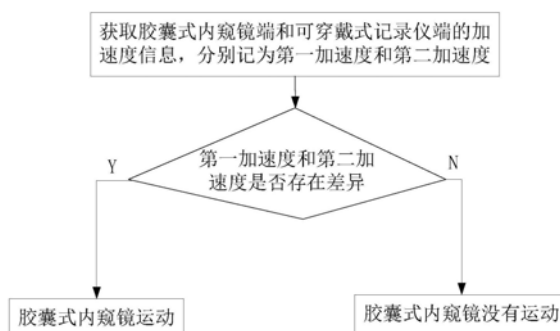 获取胶囊式内窥镜端和可穿戴式记录仪端的加
速度信息，分别记为第一加速度和第二加速度
第一加速度和第二加
速度是否存在差异
Y
N
胶囊式内窥镜运动
胶囊式内窥镜没有运动